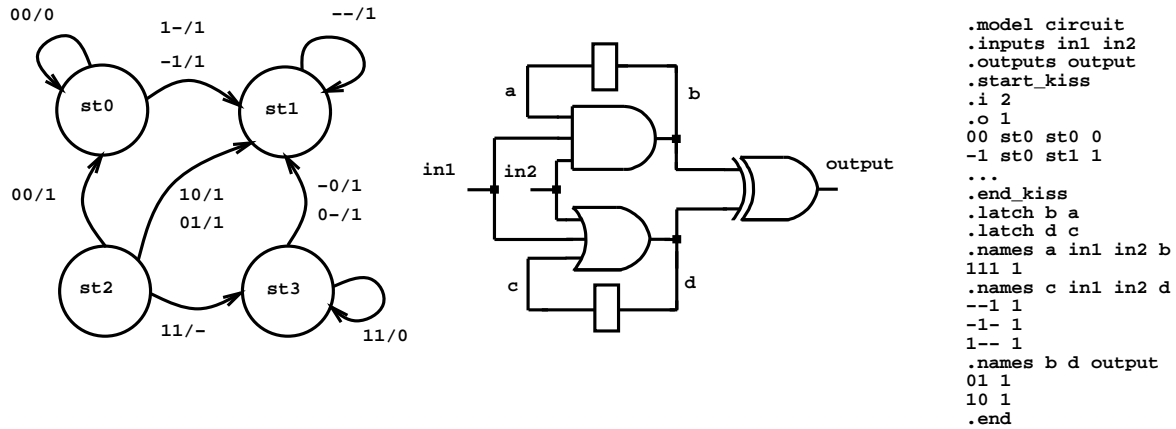 00/0
1-/1
-1/1
--/1
st0
st1
00/1
10/1
01/1
-0/1
0-/1
st2
st3
11/-
11/0
a
b
in1
in2
output
c
d
.model circuit
.inputs in1 in2
.outputs output
.start_kiss
.i 2
.o 1
00 st0 st0 0
-1 st0 st1 1
...
.end_kiss
.latch b a
.latch d c
.names a in1 in2 b
111 1
.names c in1 in2 d
--1 1
-1- 1
1-- 1
.names b d output
01 1
10 1
.end